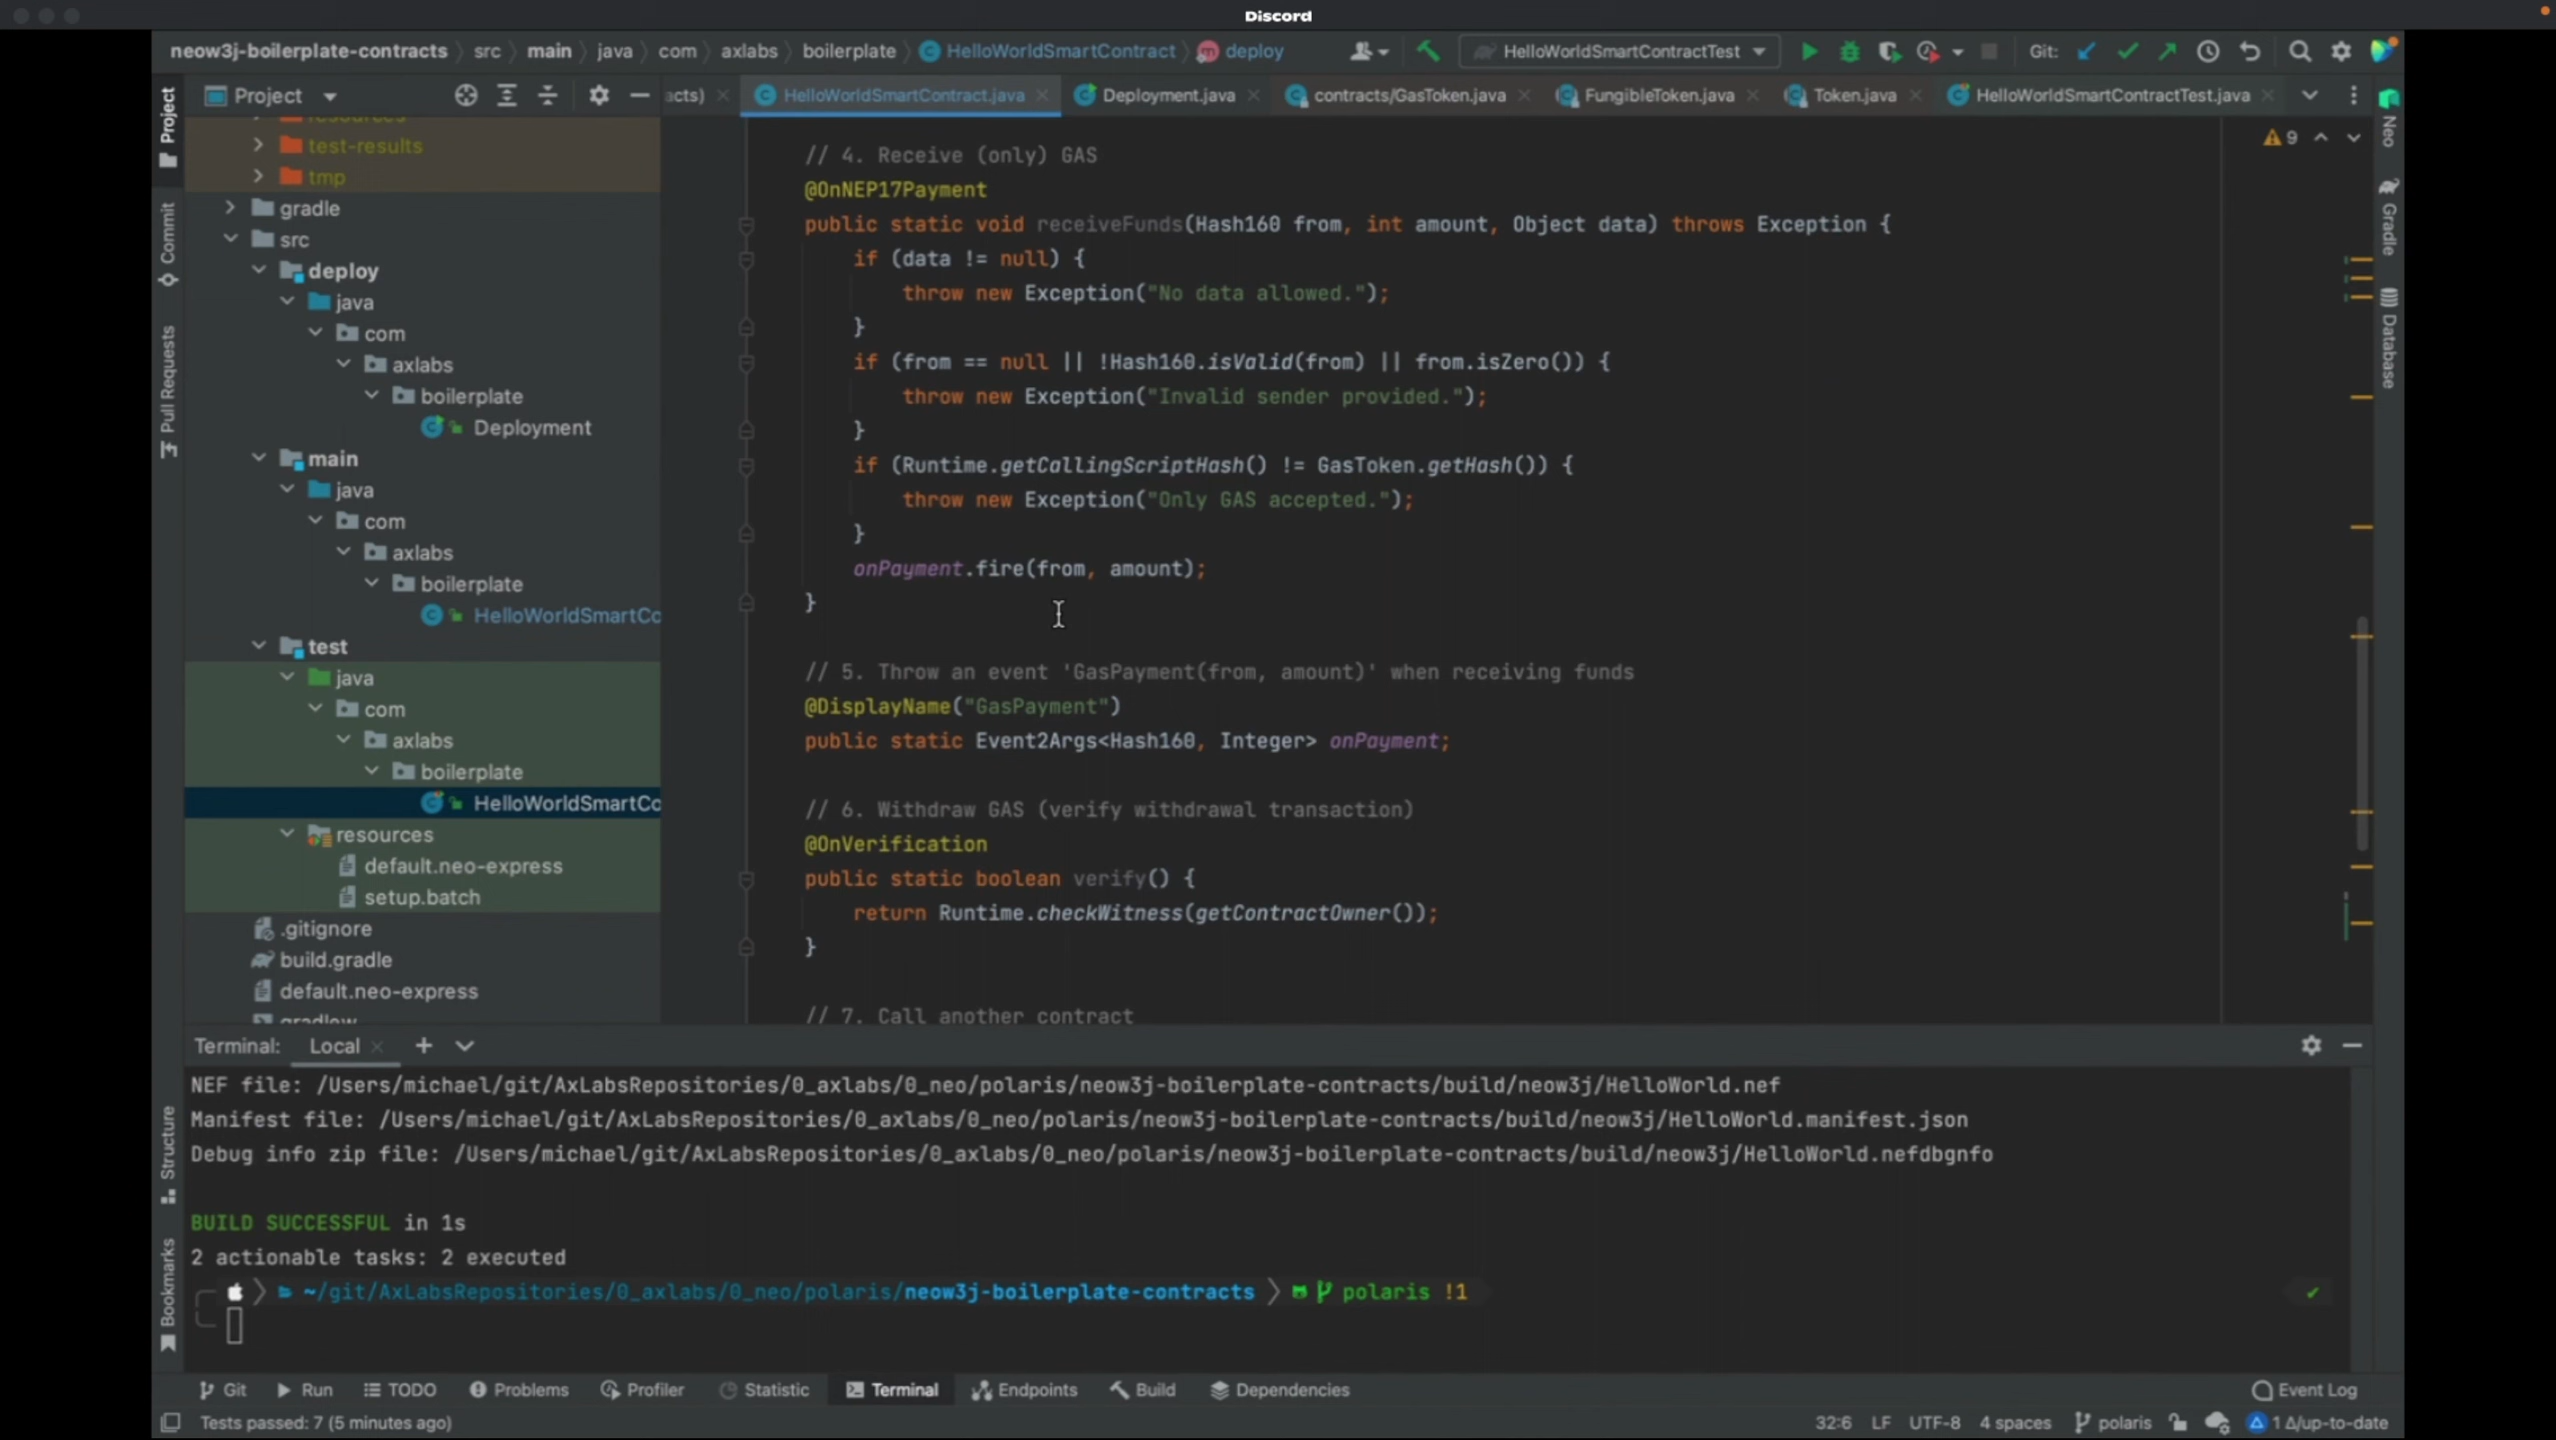 Discord
neow3j-boilerplate-contracts src main java com axlabs boilerplate HelloWorldSmartContract deploy HelloWorldSmartContractTest Git:
Project acts) HelloWorldSmartContract.java Deployment.java contracts/GasToken.java FungibleToken.java Token.java HelloWorldSmartContractTest.java
Project
Commit
Pull Requests
Structure
Bookmarks
resources
test-results
tmp
gradle
src
deploy
java
com
axlabs
boilerplate
Deployment
main
java
com
axlabs
boilerplate
HelloWorldSmartCo
test
java
com
axlabs
boilerplate
HelloWorldSmartCo
resources
default.neo-express
setup.batch
.gitignore
build.gradle
default.neo-express
gradlew
9
// 4. Receive (only) GAS
@OnNEP17Payment
public static void receiveFunds(Hash160 from, int amount, Object data) throws Exception {
if (data != null) {
throw new Exception("No data allowed.");
}
if (from == null || !Hash160.isValid(from) || from.isZero()) {
throw new Exception("Invalid sender provided.");
}
if (Runtime.getCallingScriptHash() != GasToken.getHash()) {
throw new Exception("Only GAS accepted.");
}
onPayment.fire(from, amount);
}
// 5. Throw an event 'GasPayment(from, amount)' when receiving funds
@DisplayName("GasPayment")
public static Event2Args<Hash160, Integer> onPayment;
// 6. Withdraw GAS (verify withdrawal transaction)
@OnVerification
public static boolean verify() {
return Runtime.checkWitness(getContractOwner());
}
// 7. Call another contract
Neo
Gradle
Database
Terminal: Local
NEF file: /Users/michael/git/AxLabsRepositories/0_axlabs/0_neo/polaris/neow3j-boilerplate-contracts/build/neow3j/HelloWorld.nef
Manifest file: /Users/michael/git/AxLabsRepositories/0_axlabs/0_neo/polaris/neow3j-boilerplate-contracts/build/neow3j/HelloWorld.manifest.json
Debug info zip file: /Users/michael/git/AxLabsRepositories/0_axlabs/0_neo/polaris/neow3j-boilerplate-contracts/build/neow3j/HelloWorld.nefdbgnfo
BUILD SUCCESSFUL in 1s
2 actionable tasks: 2 executed
~/git/AxLabsRepositories/0_axlabs/0_neo/polaris/neow3j-boilerplate-contracts polaris !1
Git Run TODO Problems Profiler Statistic Terminal Endpoints Build Dependencies Event Log
Tests passed: 7 (5 minutes ago) 32:6 LF UTF-8 4 spaces polaris 1 Δ/up-to-date